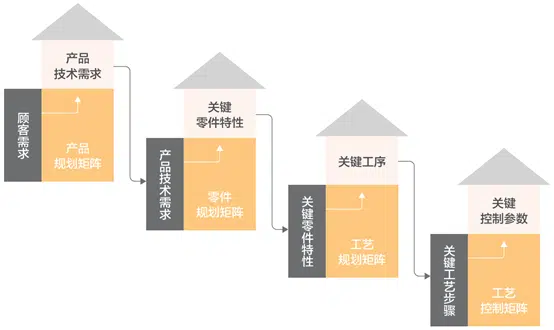 产品
技术需求
顾客需求
产品
规划矩阵
关键
零件特性
产品技术需求
零件
规划矩阵
关键工序
关键零件特性
工艺
规划矩阵
关键
控制参数
关键工艺步骤
工艺
控制矩阵